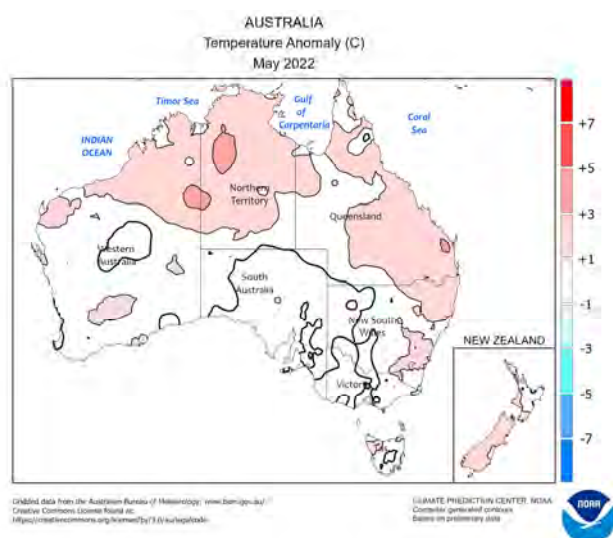 AUSTRALIA
Temperature Anomaly (C)
May 2022
Timor Sea
Gulf
of
Carpentaria
Coral
Sea
INDIAN
OCEAN
Northern
Territory
Queensland
Western
Australia
South
Australia
New South
Wales
Victoria
NEW ZEALAND
+7
+5
+3
+1
-1
-3
-5
-7
Gridded data from the Australian Bureau of Meteorology: www.bom.gov.au/
Creative Commons License found at:
https://creativecommons.org/licenses/by/3.0/au/legalcode
CLIMATE PREDICTION CENTER, NOAA
Computer generated contours
Based on preliminary data
NOAA